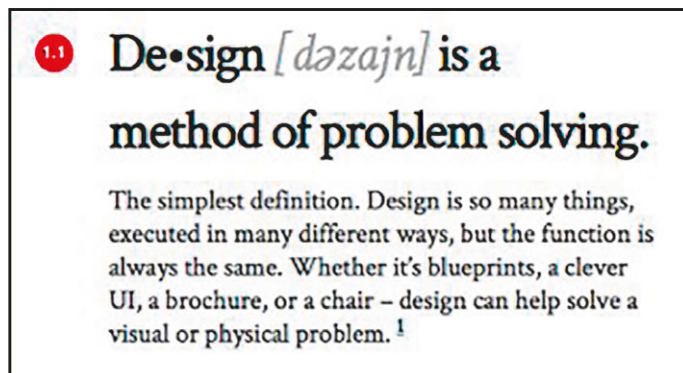 1.1 De•sign [dəzajn] is a
method of problem solving.
The simplest definition. Design is so many things,
executed in many different ways, but the function is
always the same. Whether it's blueprints, a clever
UI, a brochure, or a chair – design can help solve a
visual or physical problem. 1